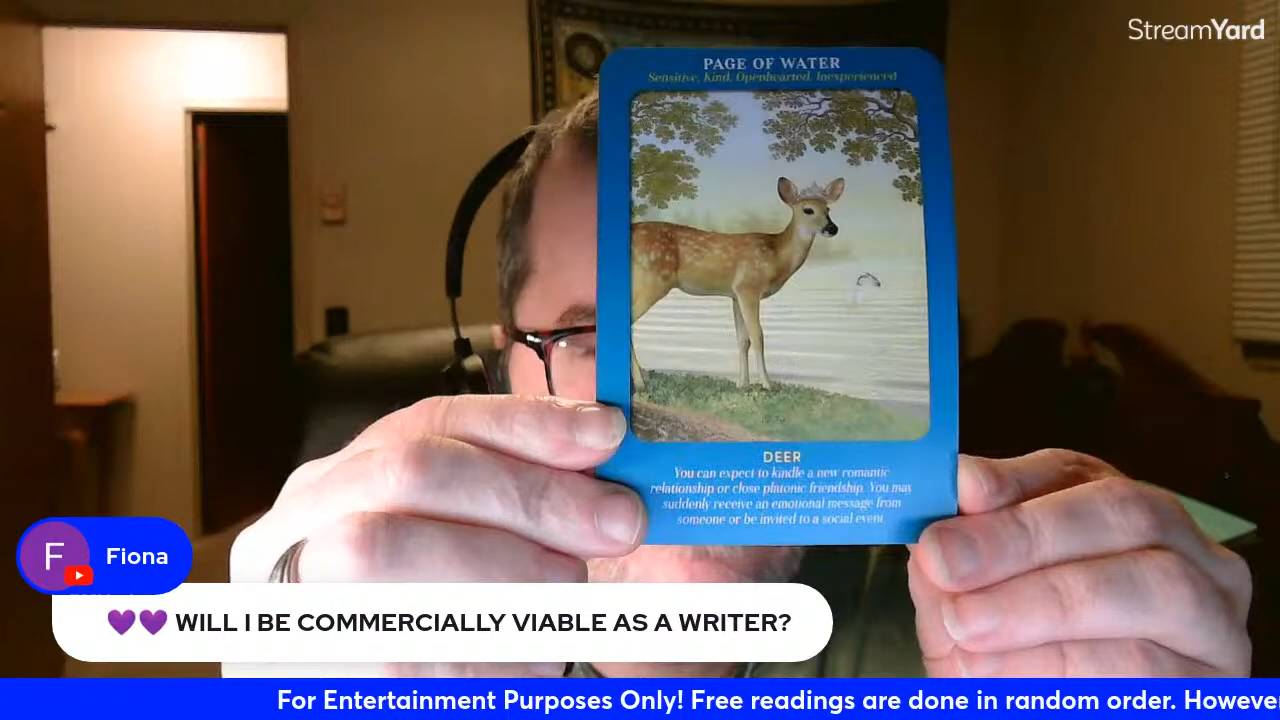 StreamYard
PAGE OF WATER
Sensitive, Kind, Openhearted, Inexperienced
DEER
You can expect to kindle a new romantic
relationship or close platonic friendship. You may
suddenly receive an emotional message from
someone or be invited to a social event.
F
Fiona
💜💜 WILL I BE COMMERCIALLY VIABLE AS A WRITER?
For Entertainment Purposes Only! Free readings are done in random order. Howeve